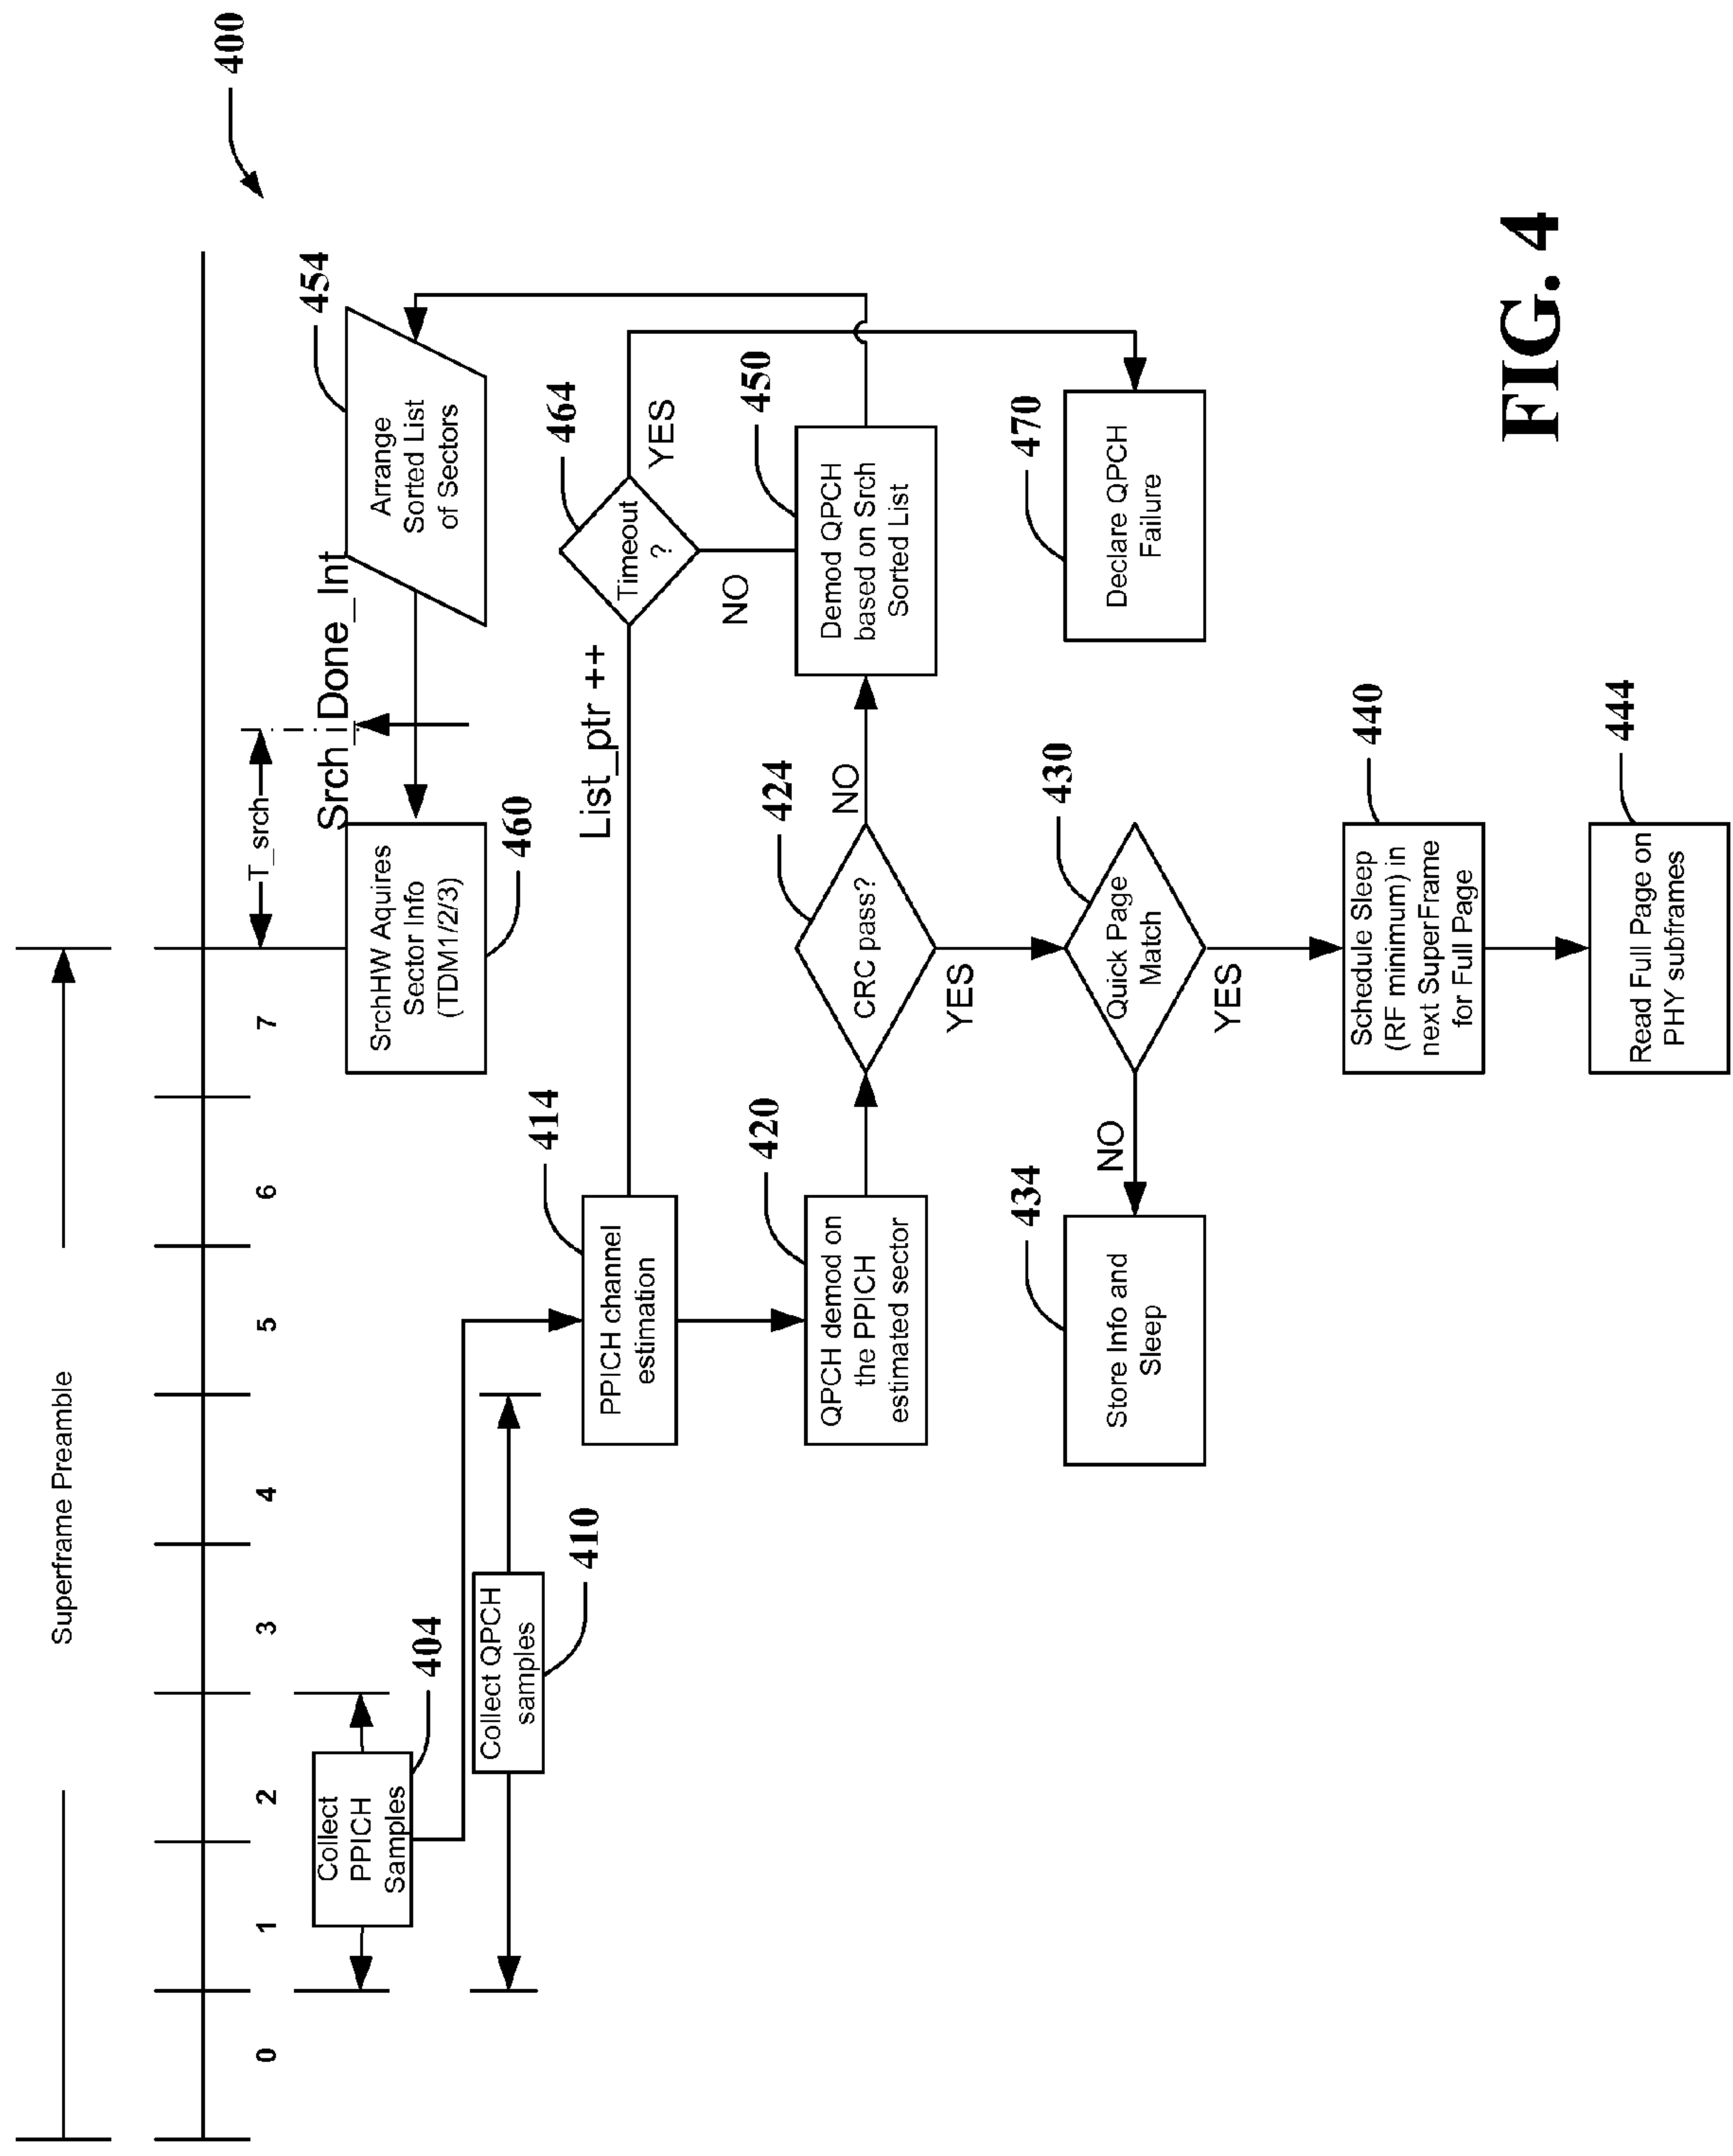 400
Superframe Preamble
0
1
2
3
4
5
6
7
T_srch
Srch_Done_Int
Collect
PPICH
Samples
404
Collect QPCH
samples
410
SrchHW Aquires
Sector Info
(TDM1/2/3)
460
Arrange
Sorted List
of Sectors
454
PPICH channel
estimation
414
List_ptr ++
Timeout
?
464
YES
NO
QPCH demod on
the PPICH
estimated sector
420
CRC pass?
424
NO
YES
Demod QPCH
based on Srch
Sorted List
450
Store Info and
Sleep
434
NO
Quick Page
Match
430
YES
Declare QPCH
Failure
470
Schedule Sleep
(RF minimum) in
next SuperFrame
for Full Page
440
Read Full Page on
PHY subframes
444
FIG. 4